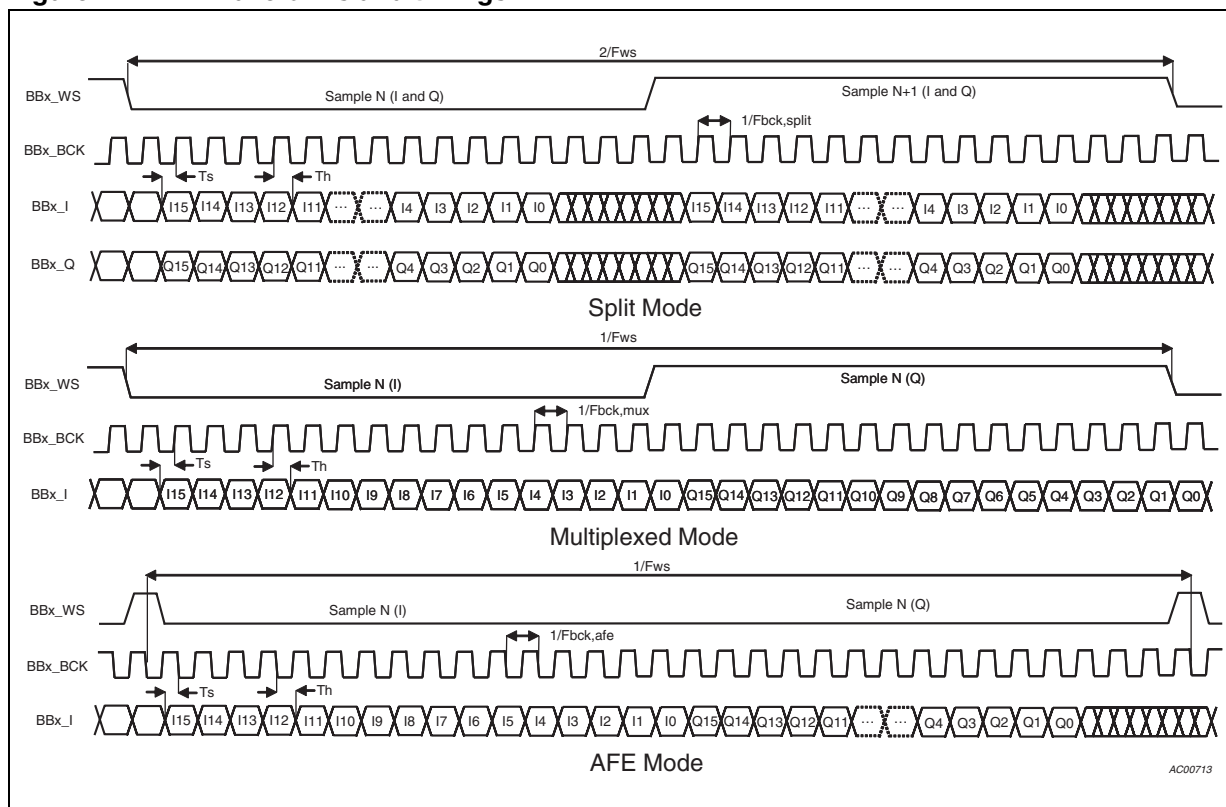 Figure
2/Fws
BBx_WS
Sample N (I and Q)
Sample N+1 (I and Q)
1/Fbck,split
BBx_BCK
Ts
Th
BBx_I
I15 I14 I13 I12 I11 ... ... I4 I3 I2 I1 I0 I15 I14 I13 I12 I11 ... ... I4 I3 I2 I1 I0
BBx_Q
Q15 Q14 Q13 Q12 Q11 ... ... Q4 Q3 Q2 Q1 Q0 Q15 Q14 Q13 Q12 Q11 ... ... Q4 Q3 Q2 Q1 Q0
Split Mode
1/Fws
BBx_WS
Sample N (I)
Sample N (Q)
1/Fbck,mux
BBx_BCK
Ts
Th
BBx_I
I15 I14 I13 I12 I11 I10 I9 I8 I7 I6 I5 I4 I3 I2 I1 I0 Q15 Q14 Q13 Q12 Q11 Q10 Q9 Q8 Q7 Q6 Q5 Q4 Q3 Q2 Q1 Q0
Multiplexed Mode
1/Fws
BBx_WS
Sample N (I)
Sample N (Q)
1/Fbck,afe
BBx_BCK
Ts
Th
BBx_I
I15 I14 I13 I12 I11 I10 I9 I8 I7 I6 I5 I4 I3 I2 I1 I0 Q15 Q14 Q13 Q12 Q11 ... ... Q4 Q3 Q2 Q1 Q0
AFE Mode
AC00713